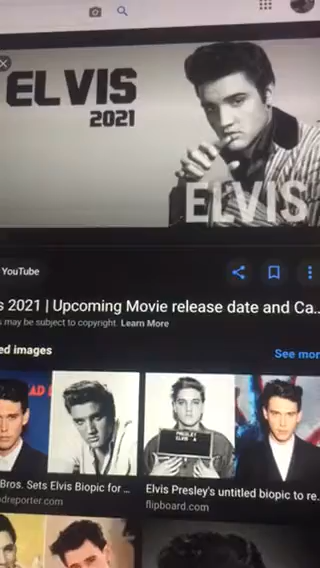 ELVIS
2021
ELVIS
YouTube
s 2021 | Upcoming Movie release date and Ca...
s may be subject to copyright. Learn More
ed images
See mor
Bros. Sets Elvis Biopic for ...
dreporter.com
Elvis Presley's untitled biopic to re..
flipboard.com